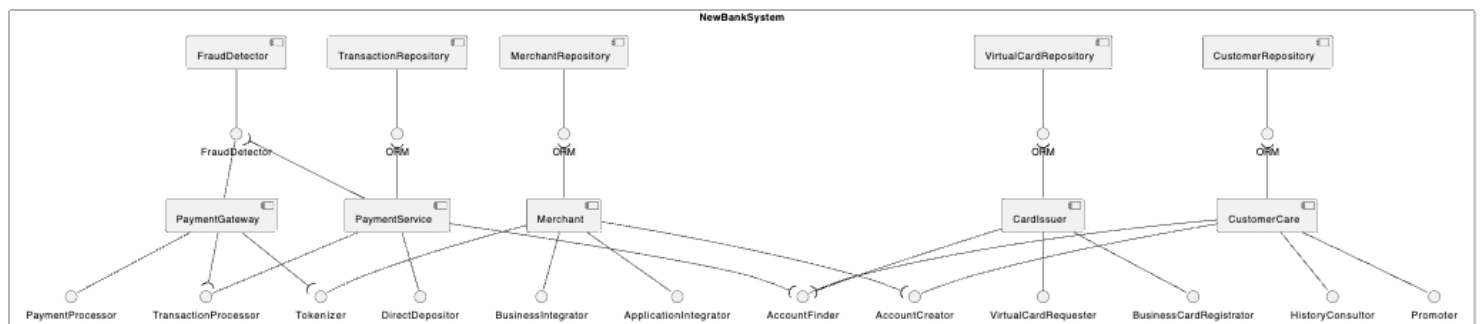 NewBankSystem
FraudDetector
TransactionRepository
MerchantRepository
VirtualCardRepository
CustomerRepository
FraudDetector
ORM
ORM
ORM
ORM
PaymentGateway
PaymentService
Merchant
CardIssuer
CustomerCare
PaymentProcessor
TransactionProcessor
Tokenizer
DirectDepositor
BusinessIntegrator
ApplicationIntegrator
AccountFinder
AccountCreator
VirtualCardRequester
BusinessCardRegistrator
HistoryConsultor
Promoter